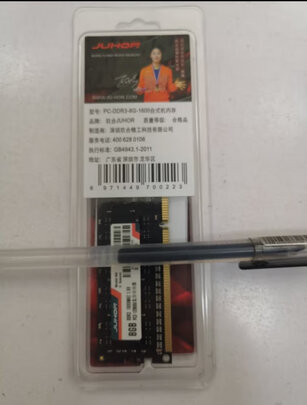 JUHOR
型号: PC-DDR3-8G-1600台式机内存
品牌: 玖合JUHOR 质量等级: 合格品
制造商: 深圳玖合精工科技有限公司
服务电话: 400 628 0106
执行标准: GB4943.1-2011
地址: 广东省 深圳市 龙华区
6 971449 700223
JUHOR
8GB